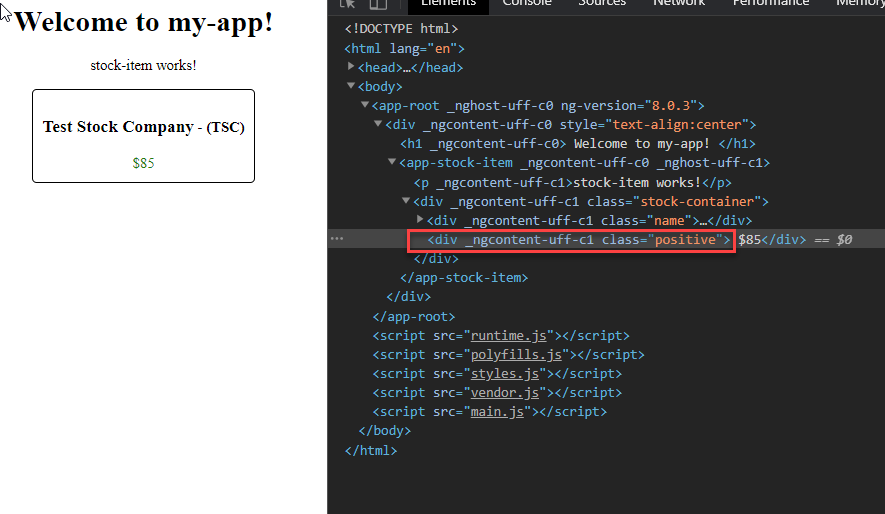 Welcome to my-app!
stock-item works!
Test Stock Company - (TSC)
$85
Elements Console Sources Network Performance Memory
<!DOCTYPE html>
<html lang="en">
<head>…</head>
<body>
<app-root _nghost-uff-c0 ng-version="8.0.3">
<div _ngcontent-uff-c0 style="text-align:center">
<h1 _ngcontent-uff-c0> Welcome to my-app! </h1>
<app-stock-item _ngcontent-uff-c0 _nghost-uff-c1>
<p _ngcontent-uff-c1>stock-item works!</p>
<div _ngcontent-uff-c1 class="stock-container">
<div _ngcontent-uff-c1 class="name">…</div>
<div _ngcontent-uff-c1 class="positive"> $85</div> == $0
</div>
</app-stock-item>
</div>
</app-root>
<script src="runtime.js"></script>
<script src="polyfills.js"></script>
<script src="styles.js"></script>
<script src="vendor.js"></script>
<script src="main.js"></script>
</body>
</html>